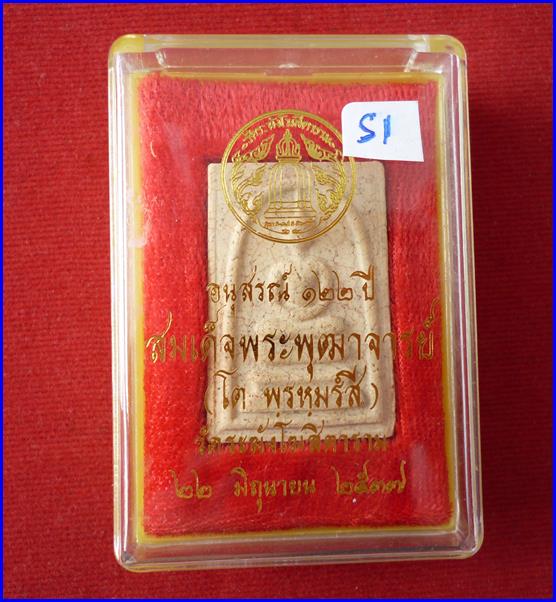 S1
อนุสรณ์ ๑๒๒ ปี
สมเด็จพระพุฒาจารย์
(โต พรหมรํสี)
วัดระฆังโฆสิตาราม
๒๒ มิถุนายน ๒๕๓๗